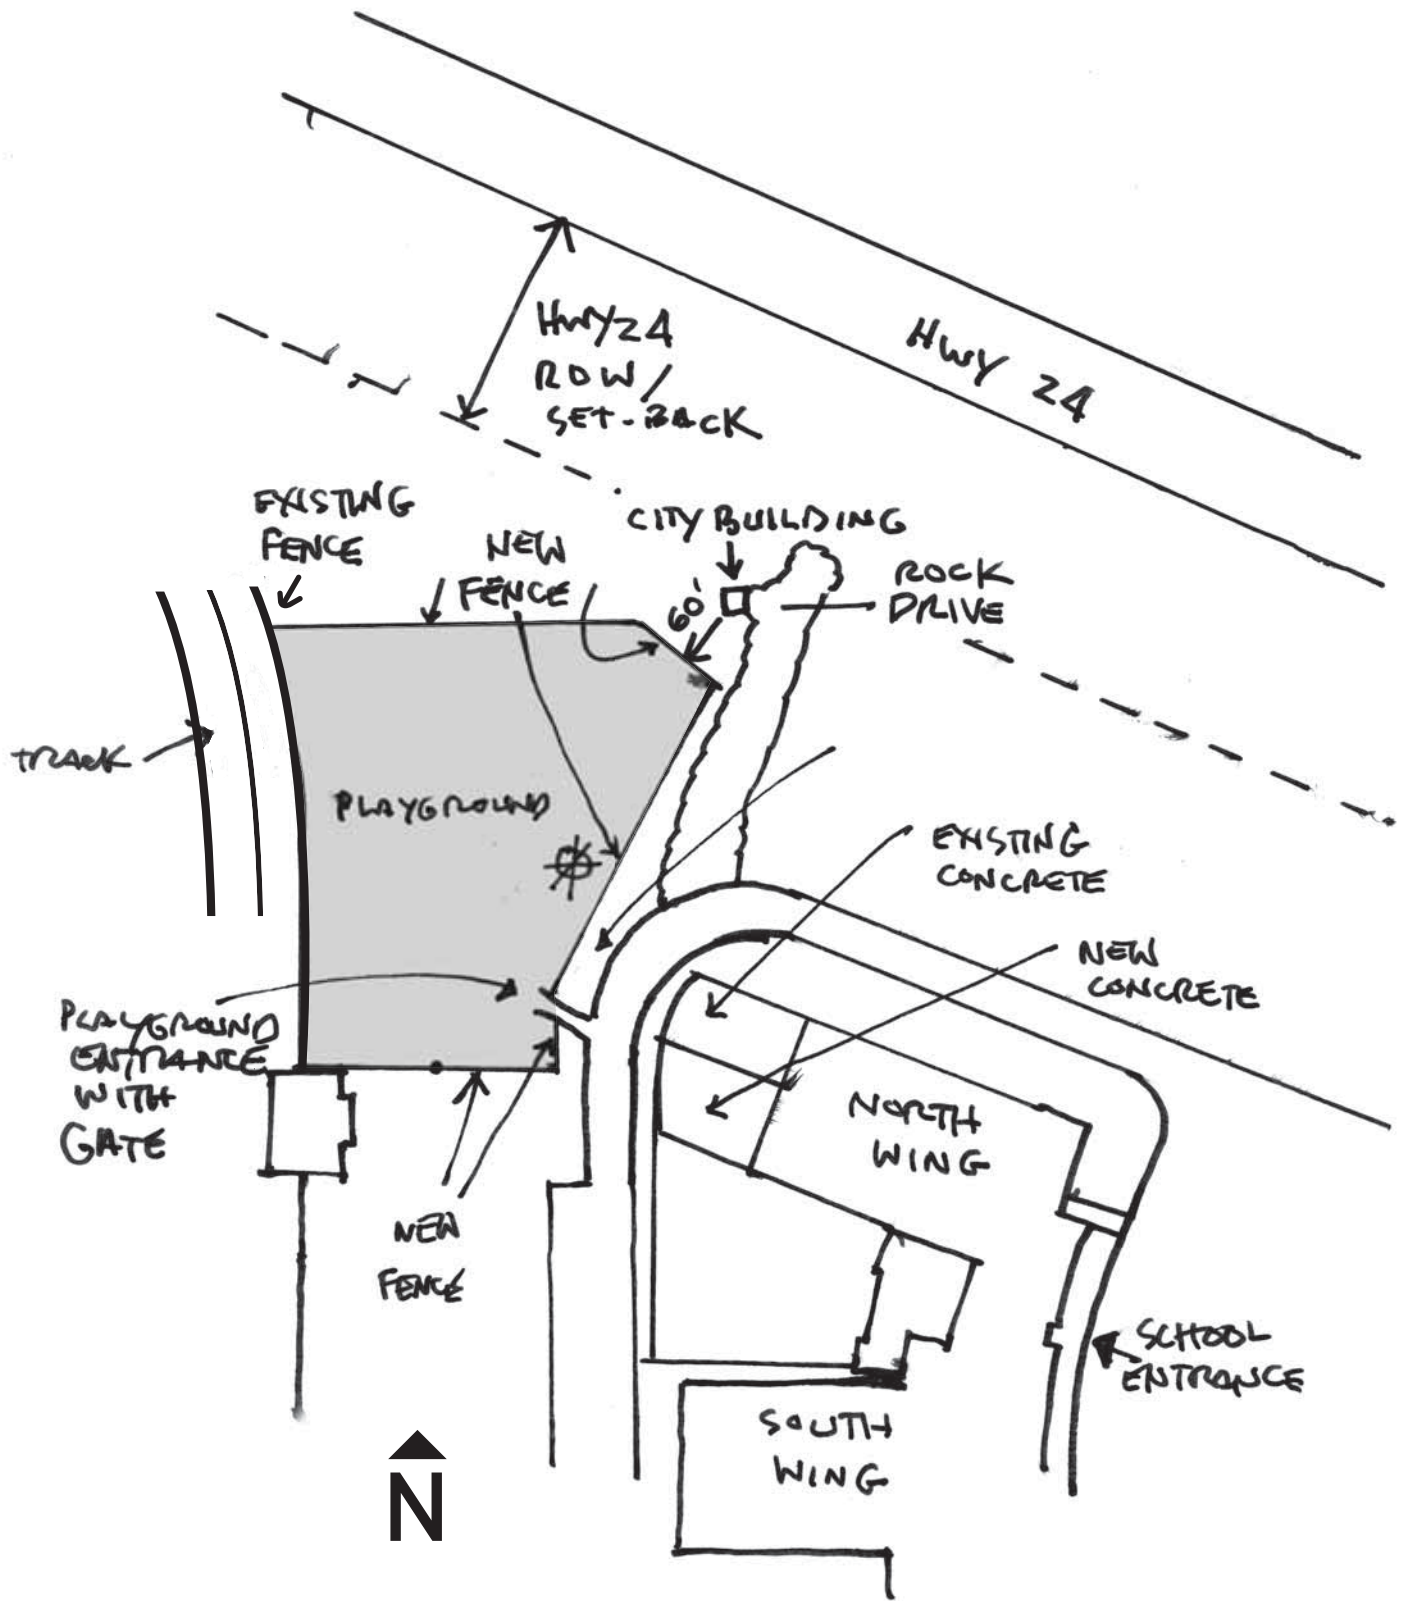 HWY 24
HWY 24
ROW /
SET-BACK
EXISTING
FENCE
NEW
FENCE
CITY BUILDING
60'
ROCK
DRIVE
TRACK
PLAYGROUND
EXISTING
CONCRETE
NEW
CONCRETE
PLAYGROUND
ENTRANCE
WITH
GATE
NORTH
WING
NEW
FENCE
SCHOOL
ENTRANCE
SOUTH
WING
N